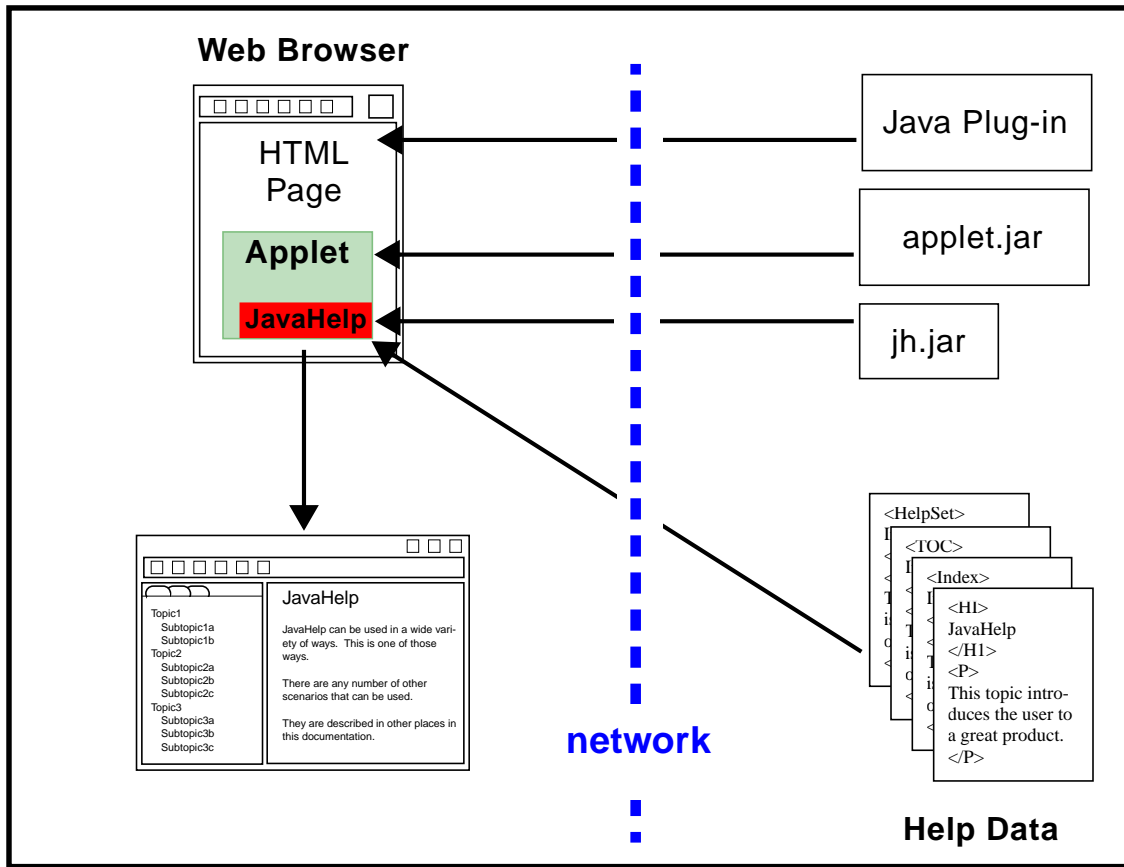 Web Browser
HTML
Page
Applet
JavaHelp
Java Plug-in
applet.jar
jh.jar
Topic1
Subtopic1a
Subtopic1b
Topic2
Subtopic2a
Subtopic2b
Subtopic2c
Topic3
Subtopic3a
Subtopic3b
Subtopic3c
JavaHelp
JavaHelp can be used in a wide vari-
ety of ways. This is one of those
ways.
There are any number of other
scenarios that can be used.
They are described in other places in
this documentation.
network
<HelpSet>
<TOC>
<Index>
<H1>
JavaHelp
</H1>
<P>
This topic intro-
duces the user to
a great product.
</P>
Help Data